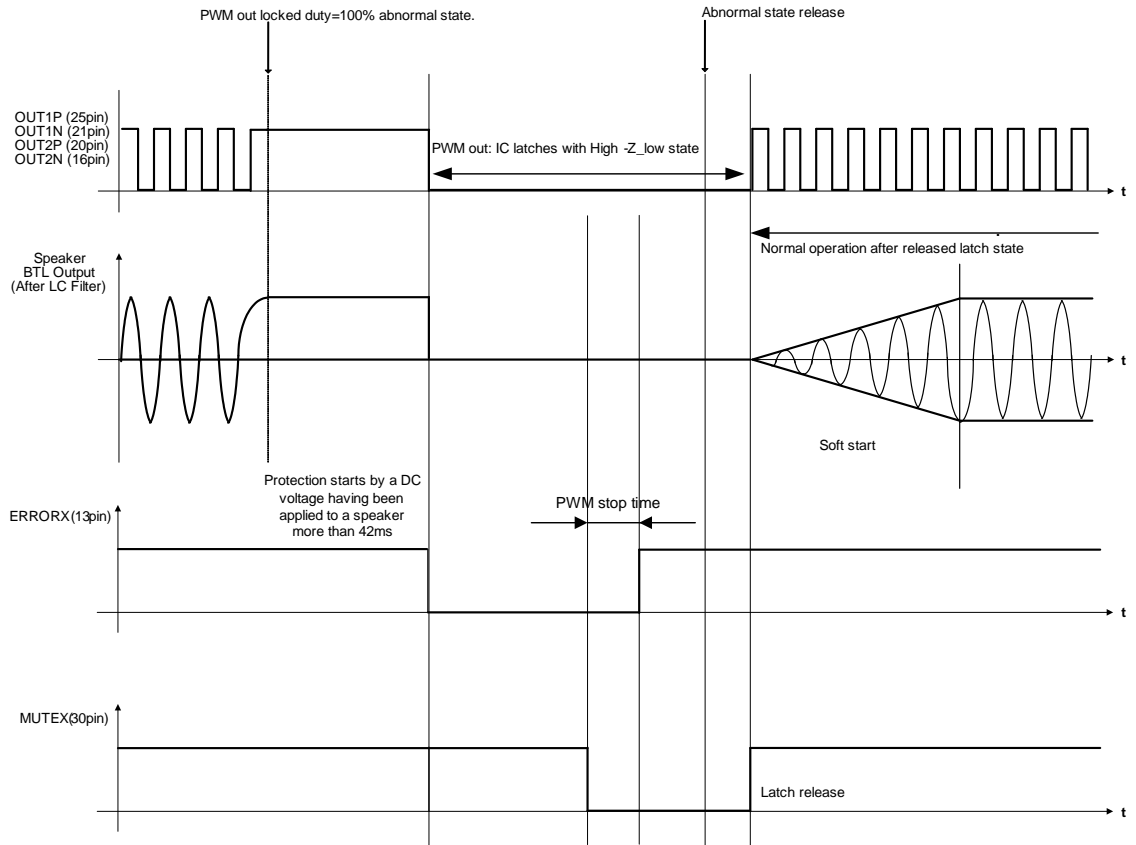 PWM out locked duty=100% abnormal state.
Abnormal state release
OUT1P (25pin)
OUT1N (21pin)
OUT2P (20pin)
OUT2N (16pin)
PWM out: IC latches with High -Z_low state
t
Normal operation after released latch state
Speaker
BTL Output
(After LC Filter)
t
Soft start
Protection starts by a DC
voltage having been
applied to a speaker
more than 42ms
PWM stop time
ERRORX (13pin)
t
MUTEX(30pin)
Latch release
t